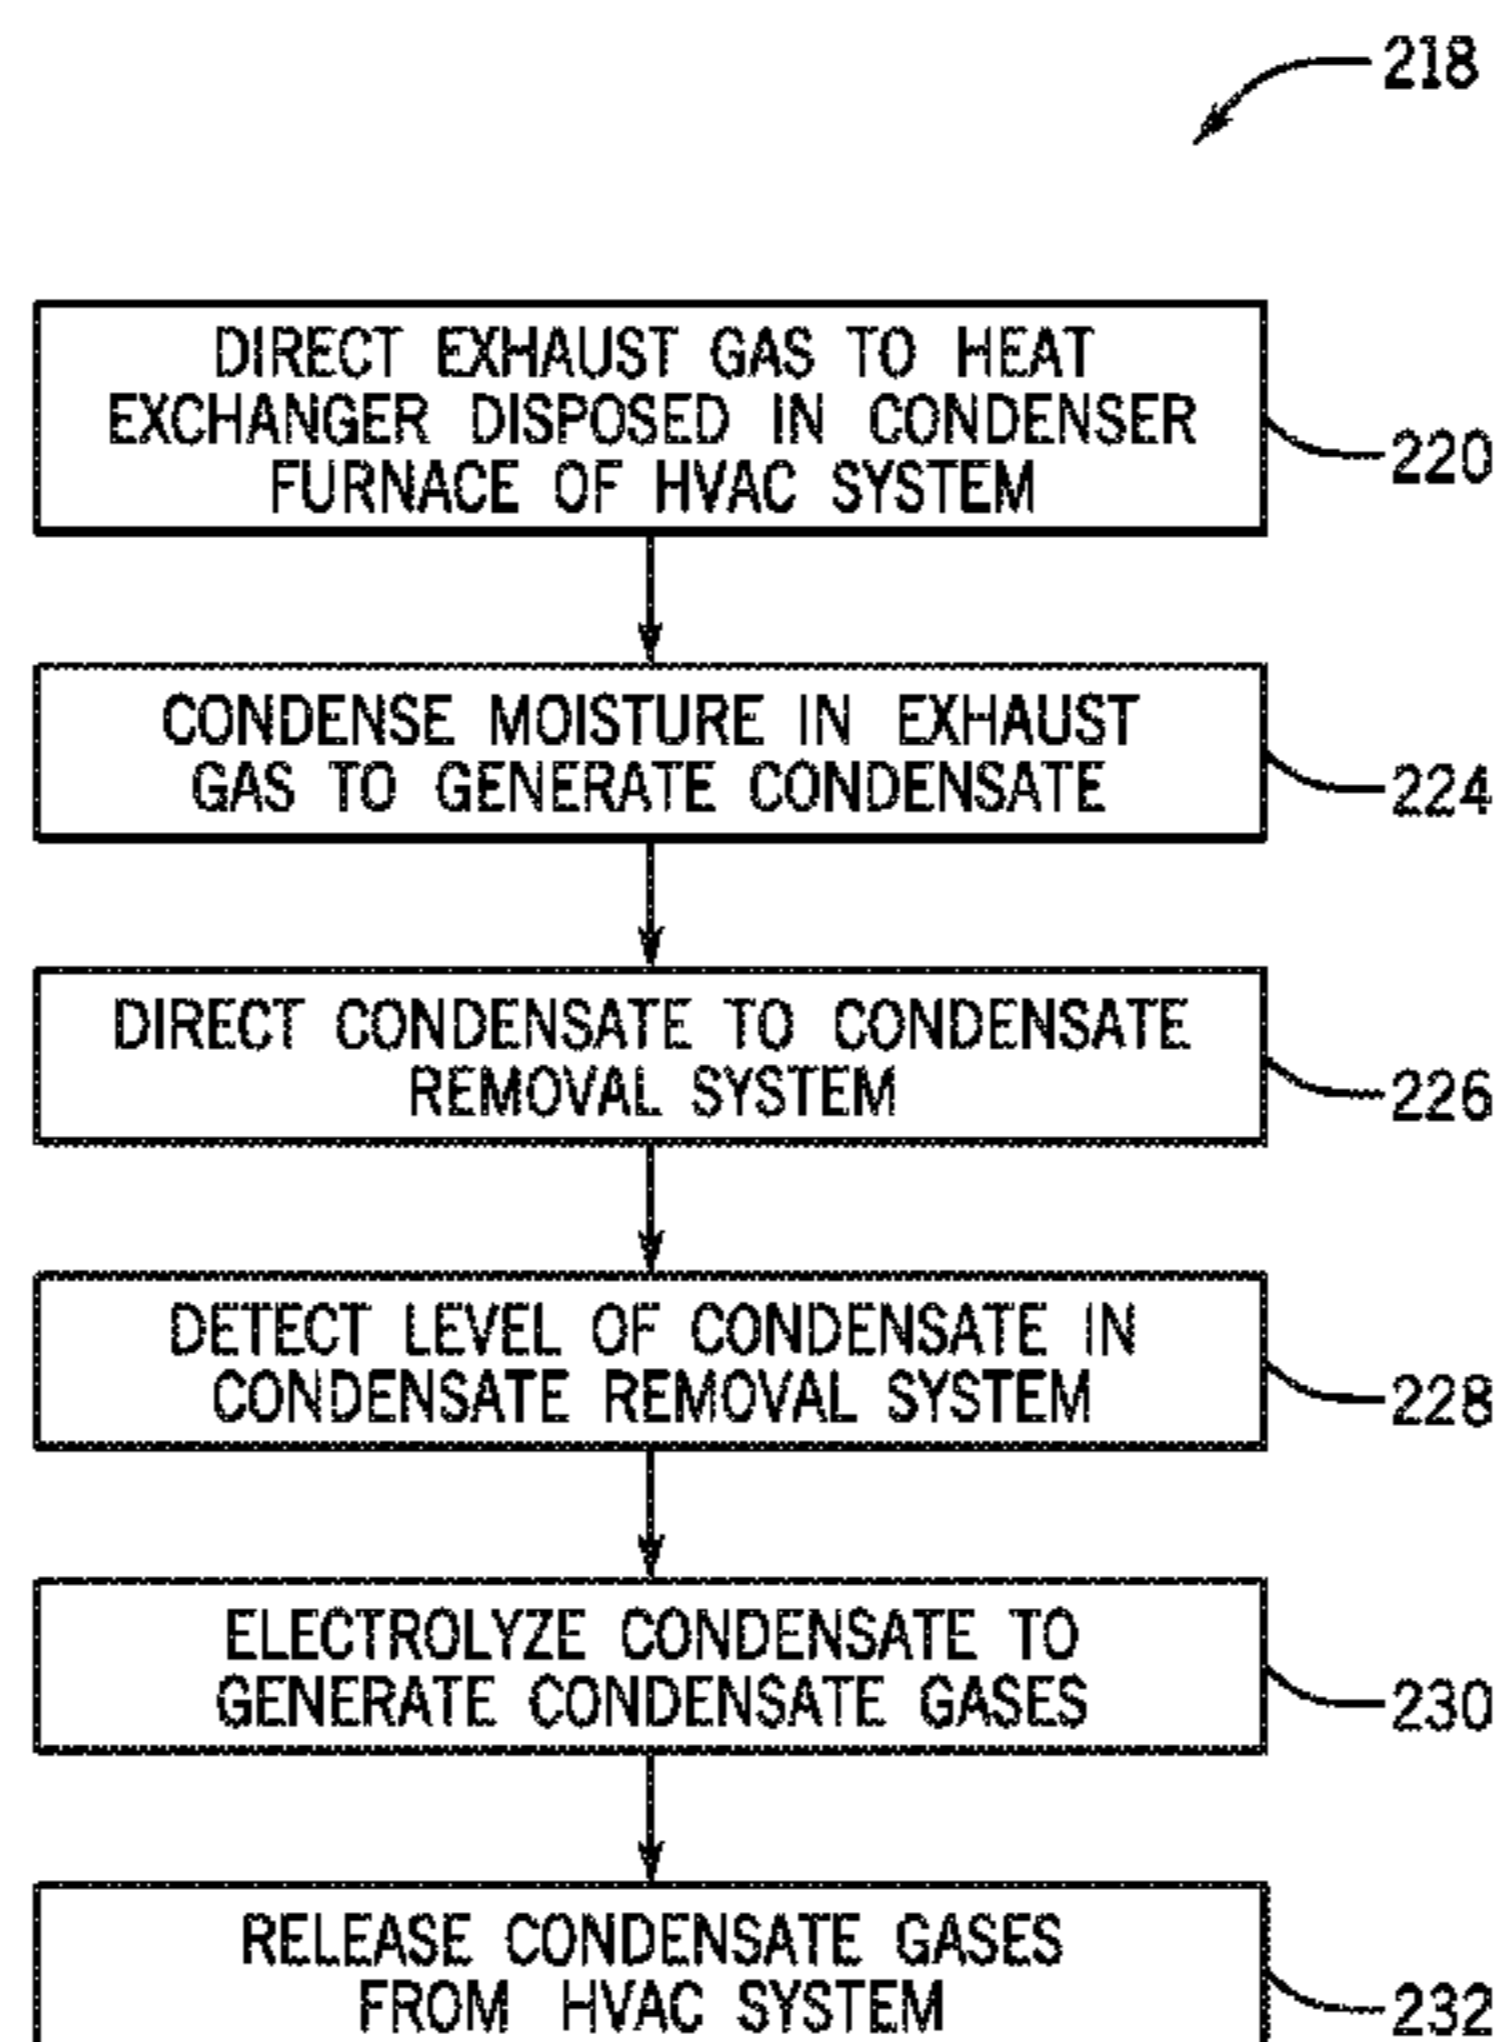 218
DIRECT EXHAUST GAS TO HEAT
EXCHANGER DISPOSED IN CONDENSER
FURNACE OF HVAC SYSTEM
220
CONDENSE MOISTURE IN EXHAUST
GAS TO GENERATE CONDENSATE
224
DIRECT CONDENSATE TO CONDENSATE
REMOVAL SYSTEM
226
DETECT LEVEL OF CONDENSATE IN
CONDENSATE REMOVAL SYSTEM
228
ELECTROLYZE CONDENSATE TO
GENERATE CONDENSATE GASES
230
RELEASE CONDENSATE GASES
FROM HVAC SYSTEM
232